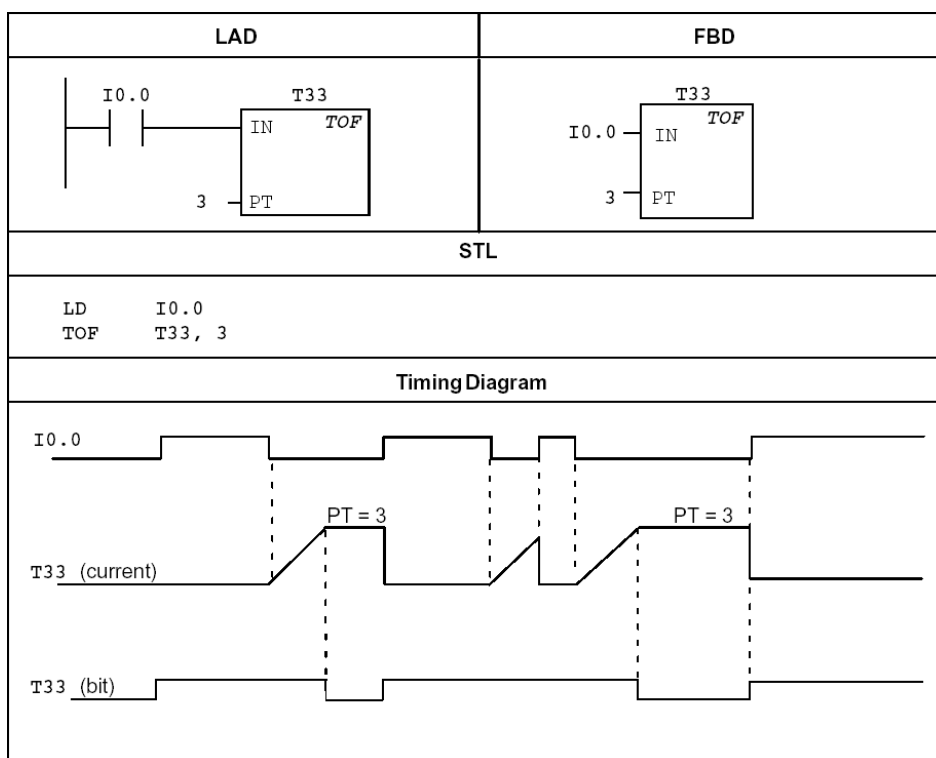 LAD
FBD
I0.0
T33
IN
TOF
3
PT
T33
TOF
I0.0
IN
3
PT
STL
LD I0.0
TOF T33, 3
Timing Diagram
I0.0
PT = 3
PT = 3
T33 (current)
T33 (bit)